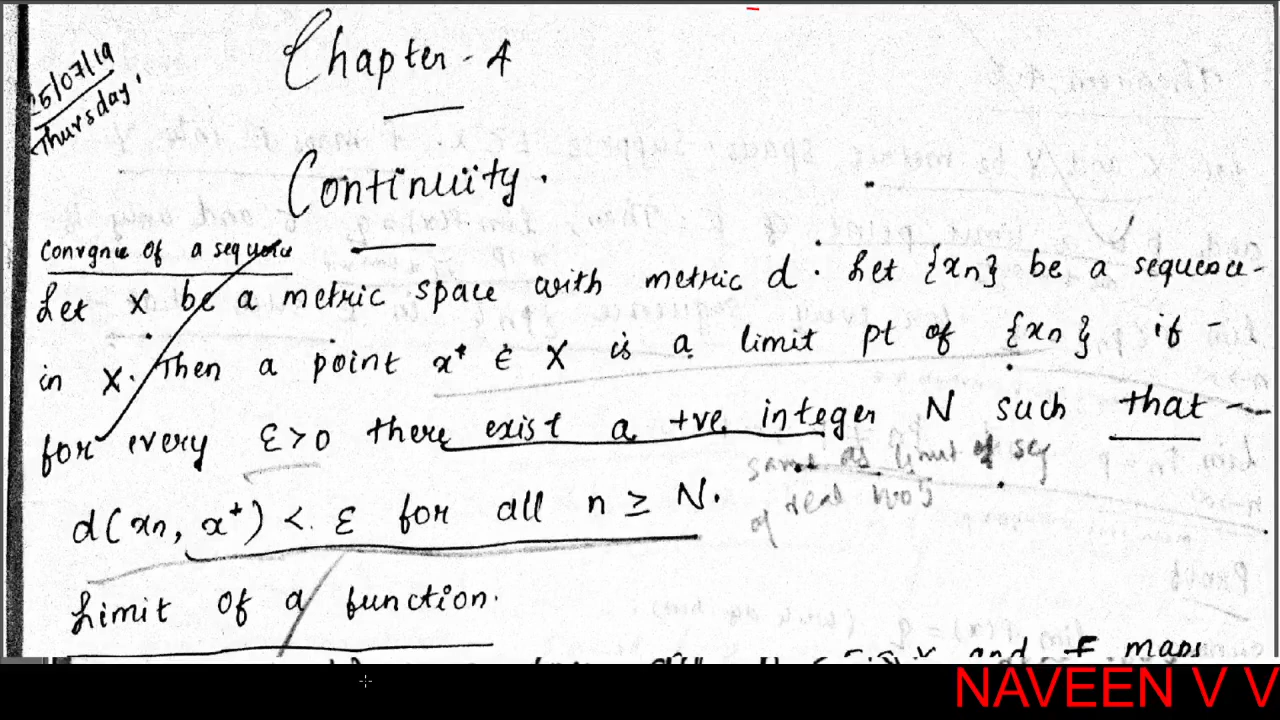 25/07/19
Thursday,
Chapter - 4
Continuity.
Convgnce of a sequence
Let X be a metric space with metric d. Let {xn} be a sequence
in X. Then a point x* ∈ X is a limit pt of {xn} if -
for every ε>0 there exist a +ve integer N such that -
d(xn, x*) < ε for all n ≥ N.
same as limit of seq
of real no's
Limit of a function.
and f maps
NAVEEN V V